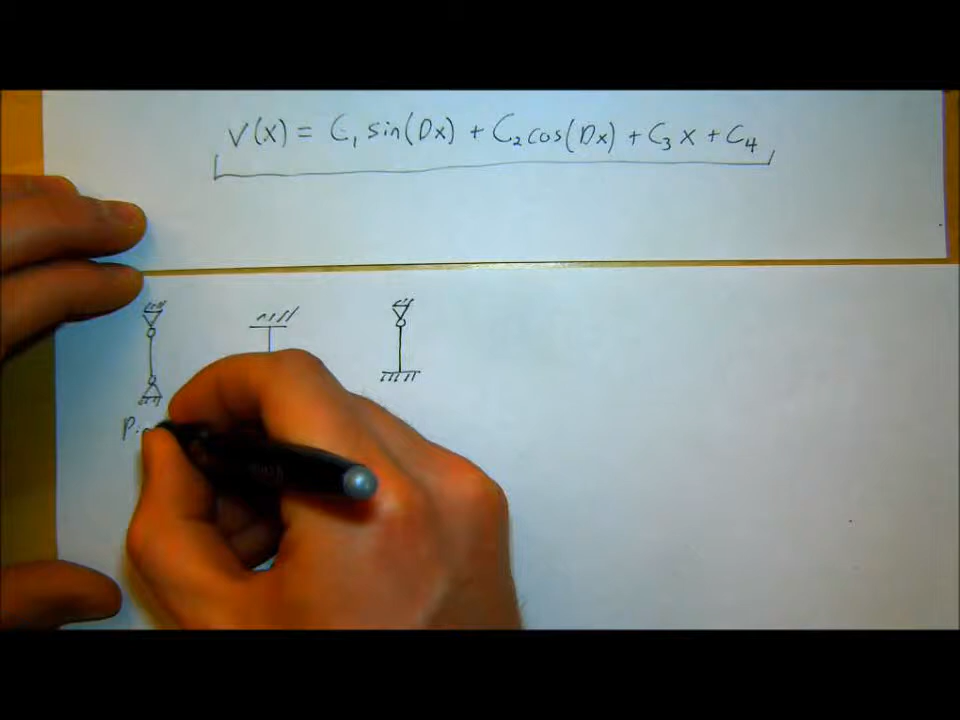 V(x) = C₁ sin(Dx) + C₂ cos(Dx) + C₃ x + C₄